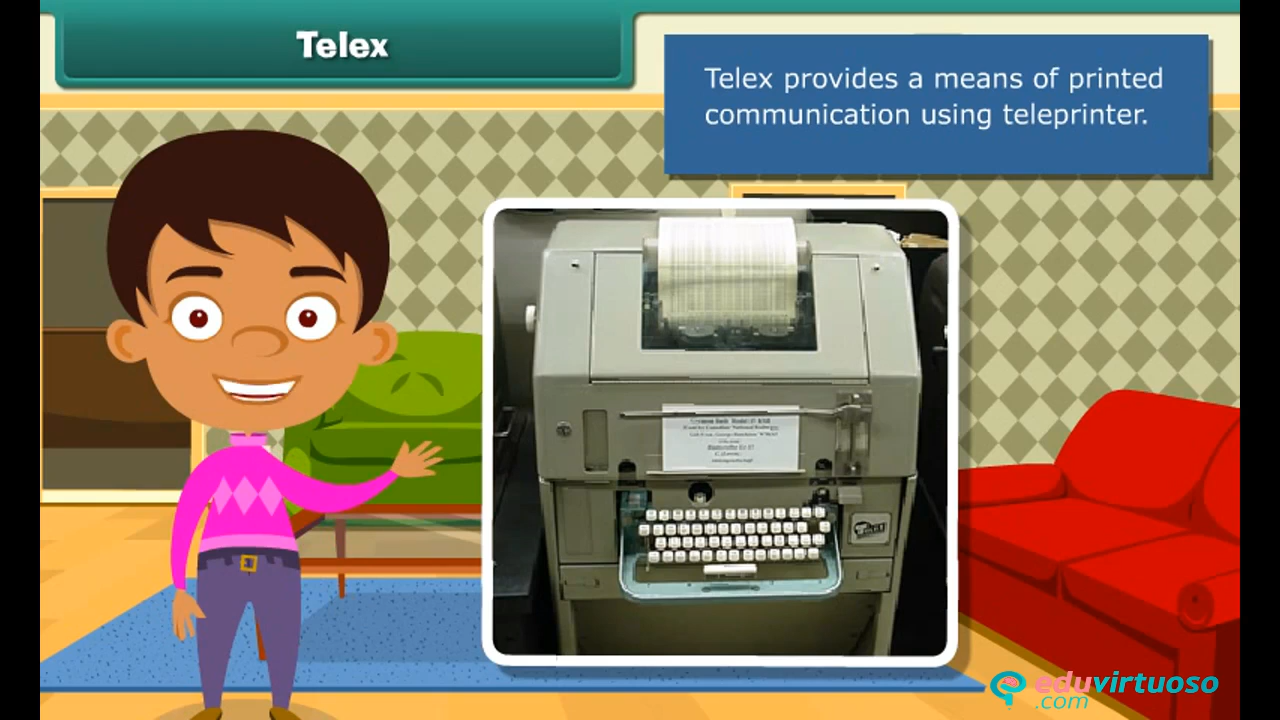 Telex
Telex provides a means of printed
communication using teleprinter.
eduvirtuoso
.com